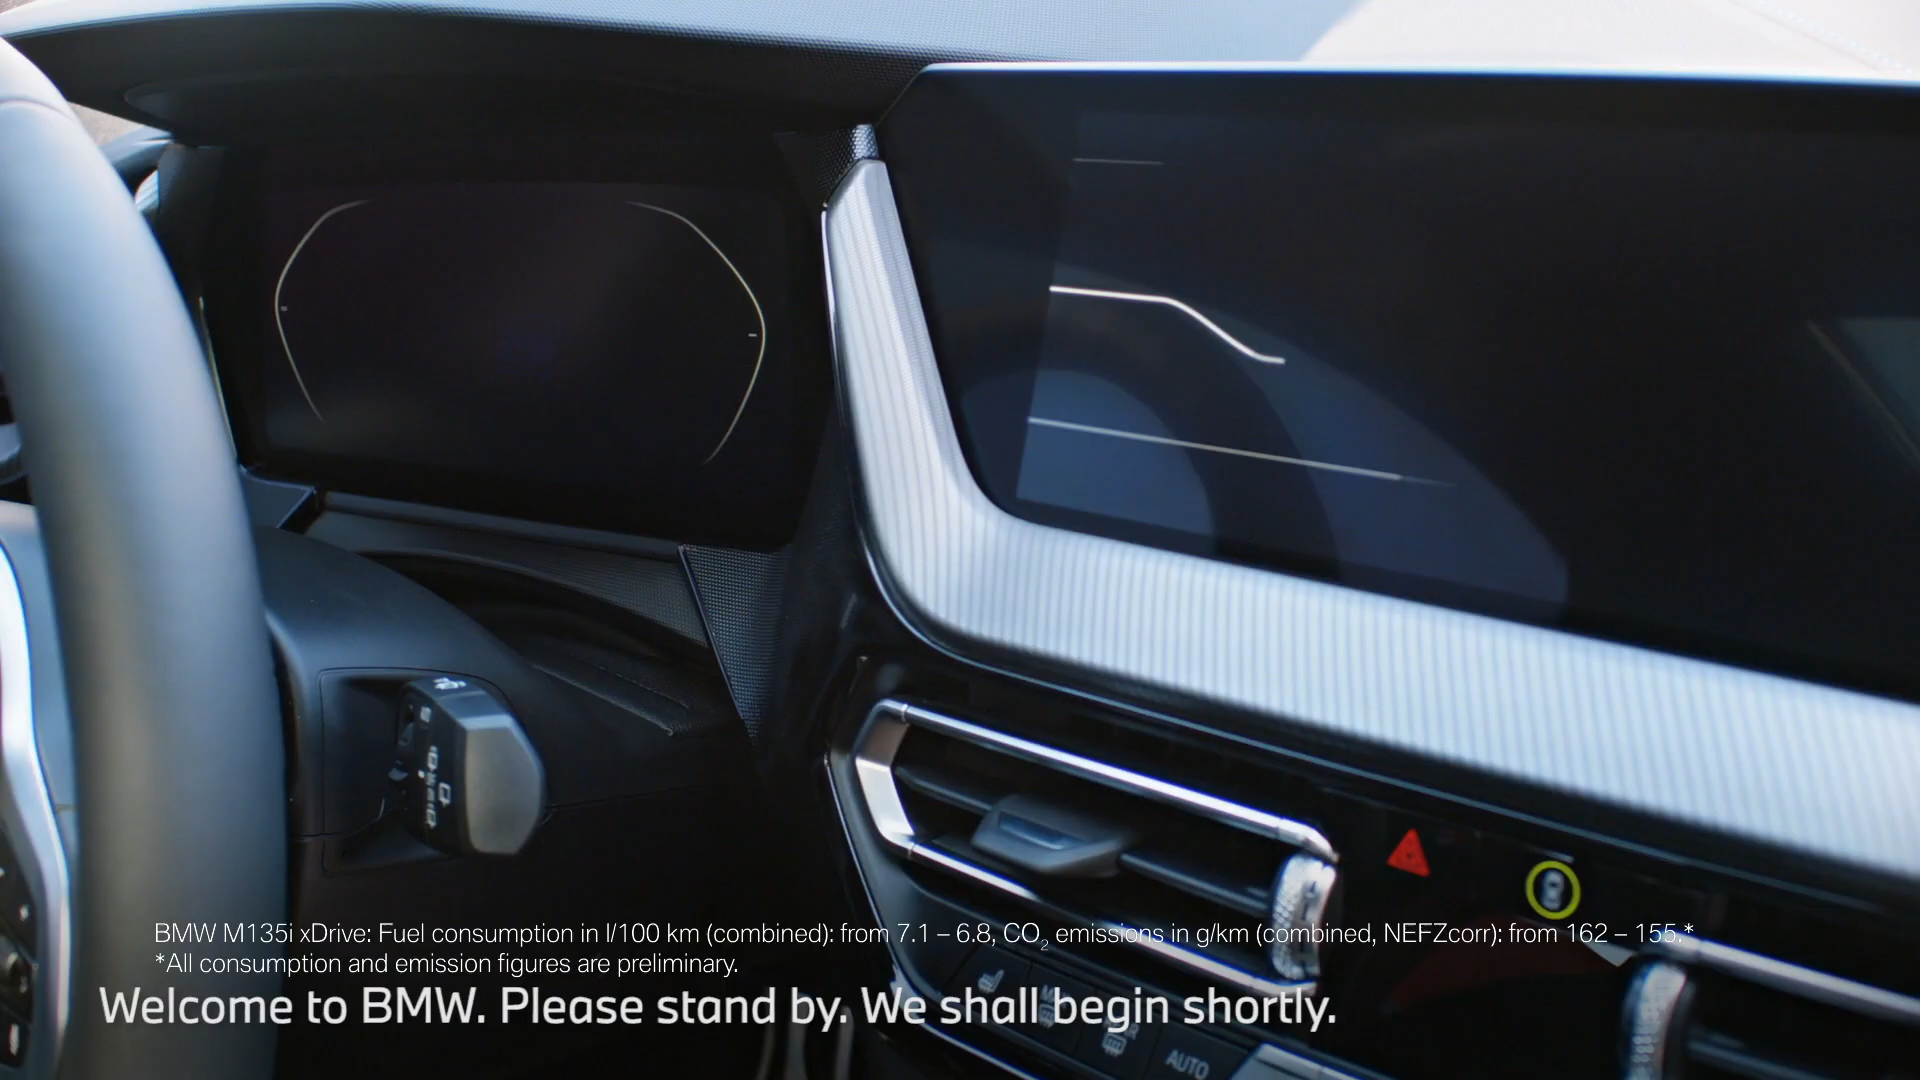 BMW M135i xDrive: Fuel consumption in l/100 km (combined): from 7.1 – 6.8, CO₂ emissions in g/km (combined, NEFZcorr): from 162 – 155.*
*All consumption and emission figures are preliminary.
Welcome to BMW. Please stand by. We shall begin shortly.
AUTO